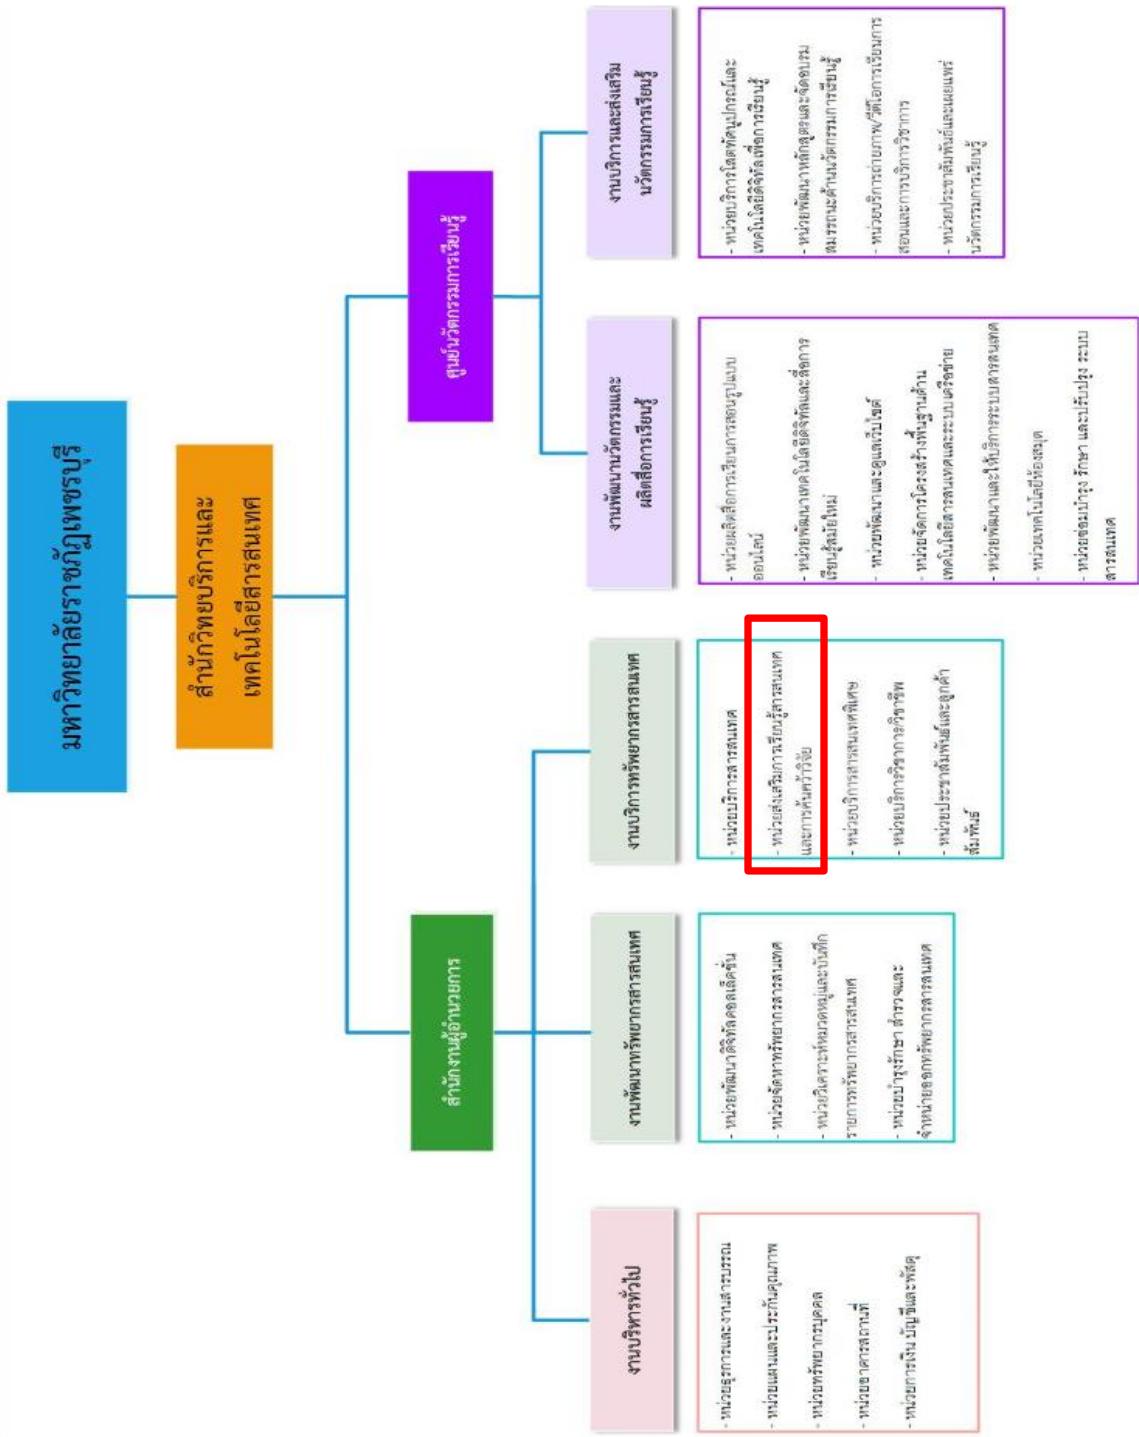 มหาวิทยาลัยราชภัฏเพชรบุรี
สำนักวิทยบริการและ
เทคโนโลยีสารสนเทศ
สำนักงานผู้อำนวยการ
ศูนย์นวัตกรรมการเรียนรู้
งานบริหารทั่วไป
- หน่วยธุรการและงานสารบรรณ
- หน่วยแผนและประกันคุณภาพ
- หน่วยทรัพยากรบุคคล
- หน่วยอาคารสถานที่
- หน่วยการเงิน บัญชีและพัสดุ
งานพัฒนาทรัพยากรสารสนเทศ
- หน่วยพัฒนาดิจิทัลคอลเล็คชั่น
- หน่วยจัดหาทรัพยากรสารสนเทศ
- หน่วยวิเคราะห์หมวดหมู่และบันทึก
รายการทรัพยากรสารสนเทศ
- หน่วยบำรุงรักษา สำรวจและ
จำหน่ายออกทรัพยากรสารสนเทศ
งานบริการทรัพยากรสารสนเทศ
- หน่วยบริการสารสนเทศ
- หน่วยส่งเสริมการเรียนรู้สารสนเทศ
และการค้นคว้าวิจัย
- หน่วยบริการสารสนเทศพิเศษ
- หน่วยบริการวิชาการ/วิชาชีพ
- หน่วยประชาสัมพันธ์และลูกค้า
สัมพันธ์
งานพัฒนานวัตกรรมและ
ผลิตสื่อการเรียนรู้
- หน่วยผลิตสื่อการเรียนการสอนรูปแบบ
ออนไลน์
- หน่วยพัฒนาเทคโนโลยีดิจิทัลและสื่อการ
เรียนรู้สมัยใหม่
- หน่วยพัฒนาและดูแลเว็บไซต์
- หน่วยจัดการโครงสร้างพื้นฐานด้าน
เทคโนโลยีสารสนเทศและระบบเครือข่าย
- หน่วยพัฒนาและให้บริการระบบสารสนเทศ
- หน่วยเทคโนโลยีห้องสมุด
- หน่วยซ่อมบำรุง รักษา และปรับปรุง ระบบ
สารสนเทศ
งานบริการและส่งเสริม
นวัตกรรมการเรียนรู้
- หน่วยบริการโสตทัศนูปกรณ์และ
เทคโนโลยีดิจิทัลเพื่อการเรียนรู้
- หน่วยพัฒนาหลักสูตรและจัดอบรม
สมรรถนะด้านนวัตกรรมการเรียนรู้
- หน่วยบริการถ่ายภาพ/วีดีโอการเรียนการ
สอนและการบริการวิชาการ
- หน่วยประชาสัมพันธ์และเผยแพร่
นวัตกรรมการเรียนรู้